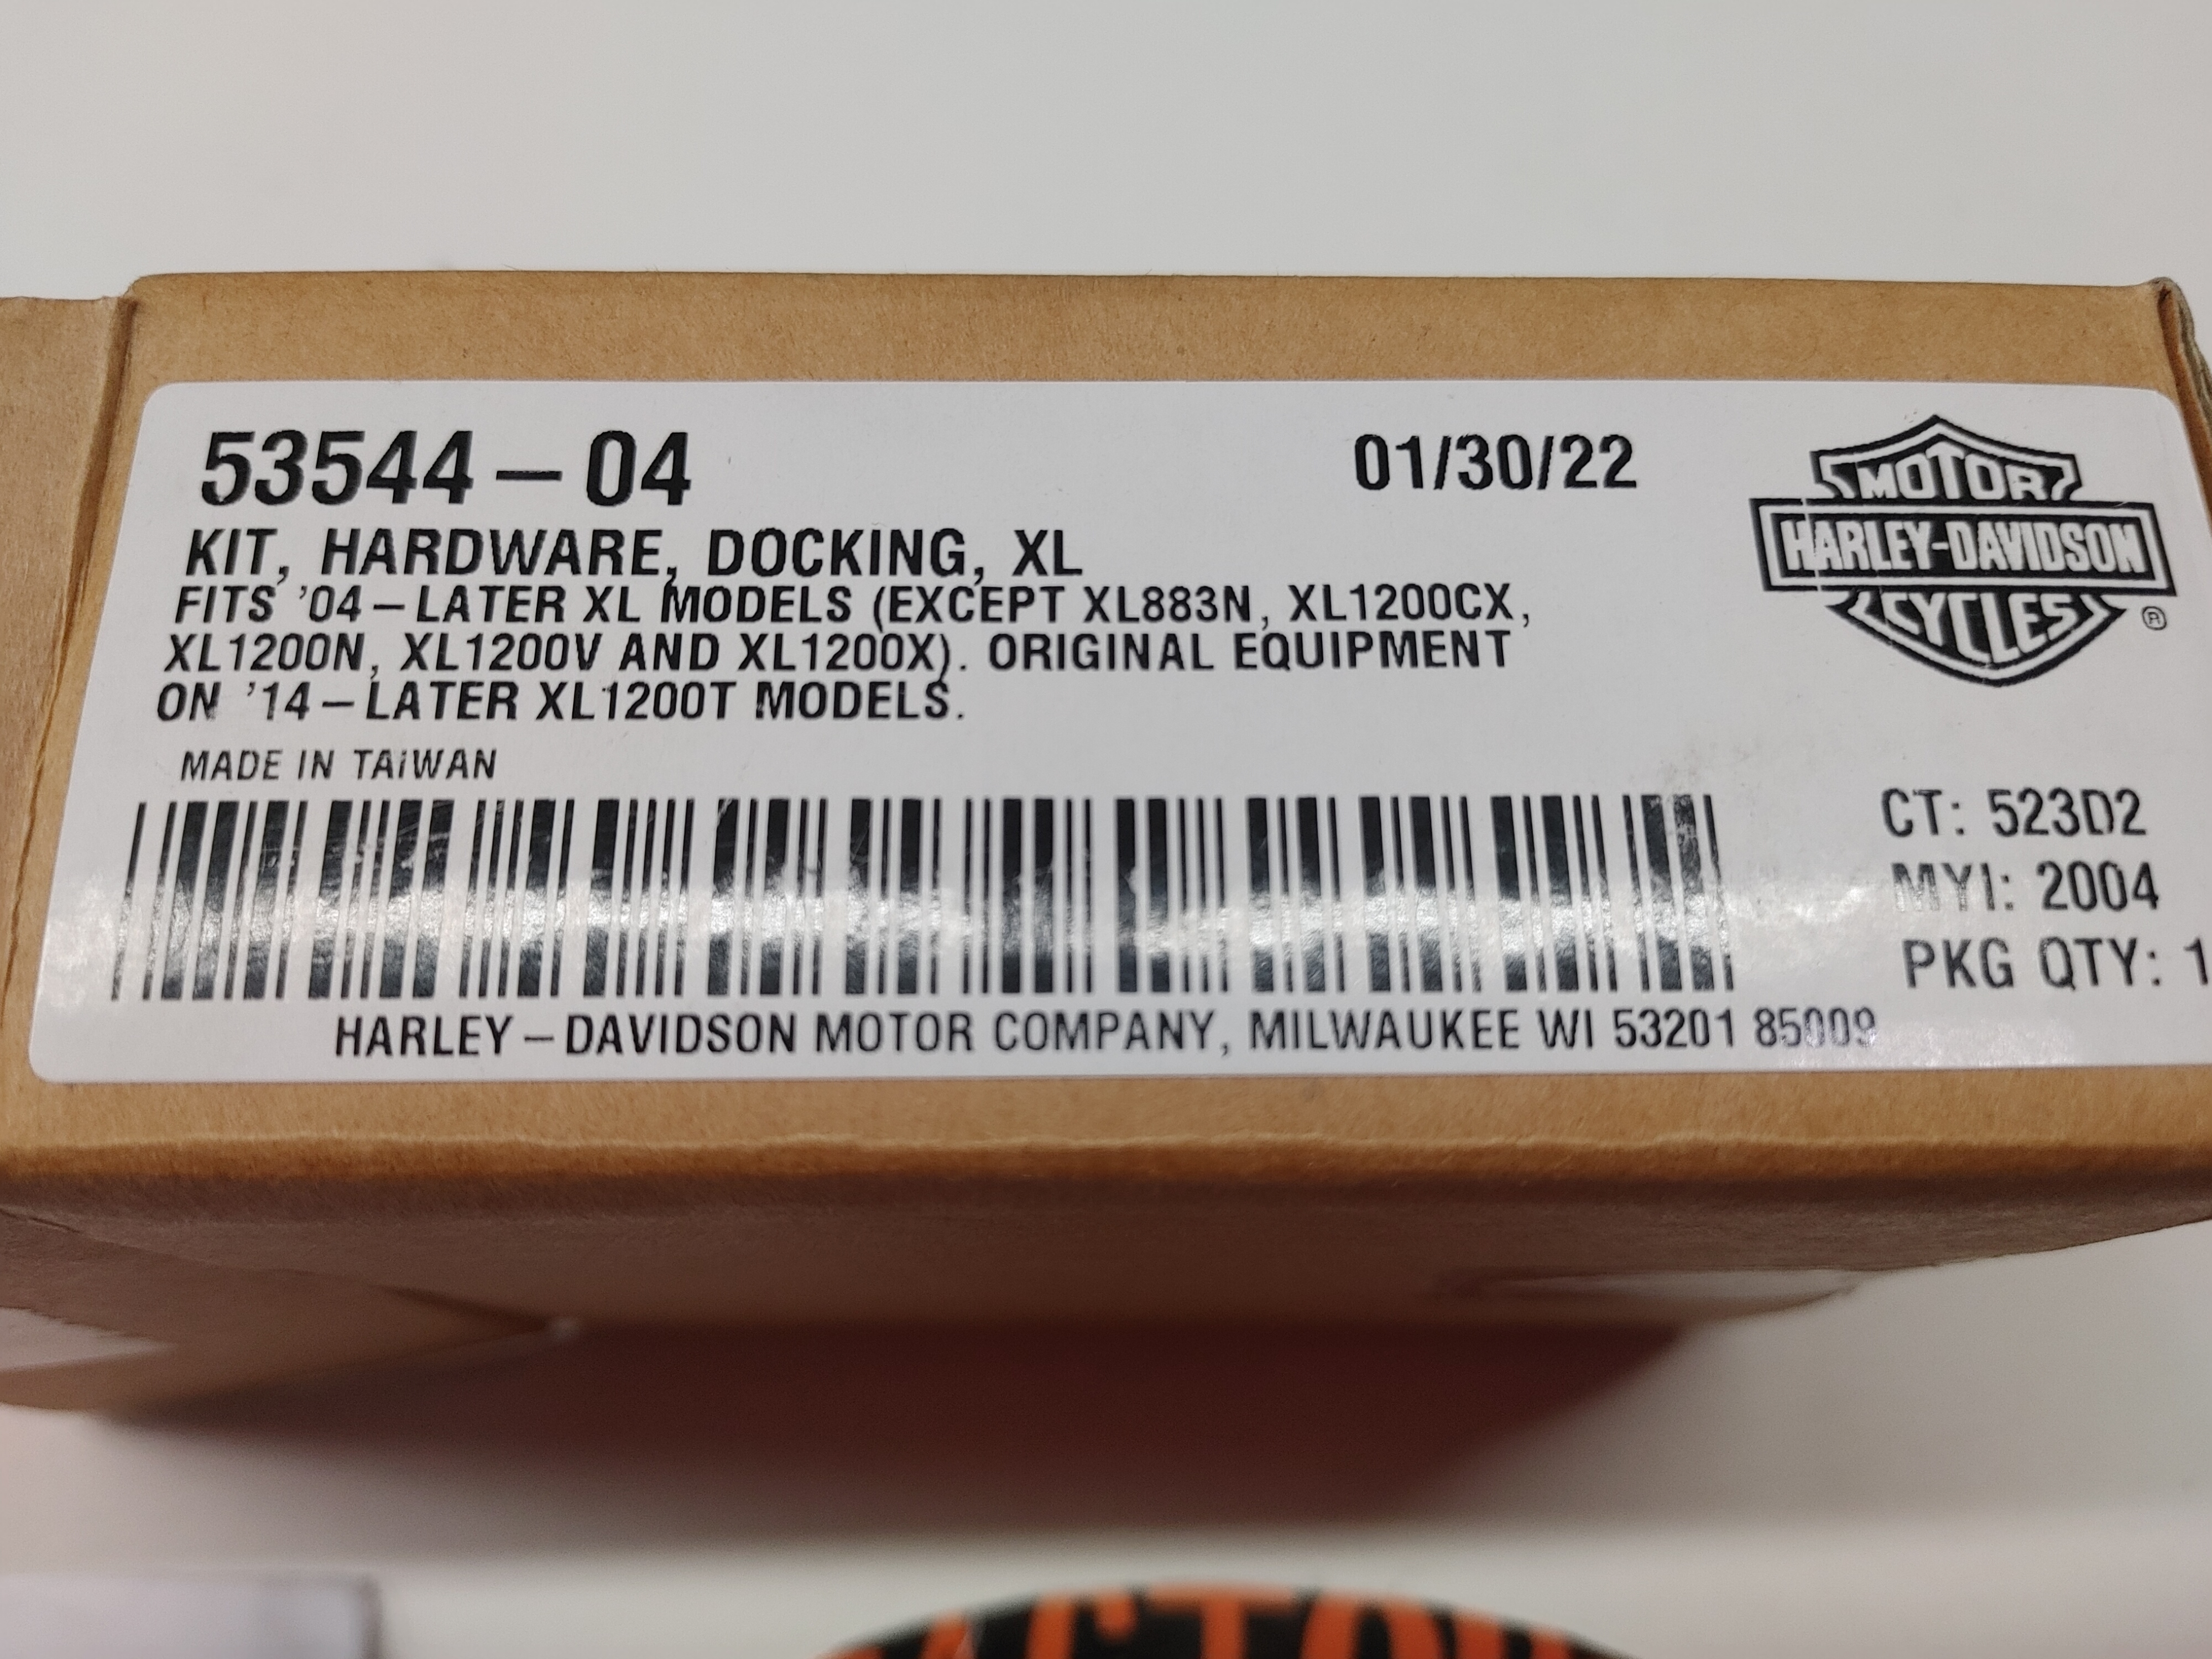 53544-04
01/30/22
KIT, HARDWARE, DOCKING, XL
FITS '04-LATER XL MODELS (EXCEPT XL883N, XL1200CX,
XL1200N, XL1200V AND XL1200X). ORIGINAL EQUIPMENT
ON '14-LATER XL1200T MODELS.
MADE IN TAIWAN
MOTOR
HARLEY-DAVIDSON
CYCLES
®
CT: 523D2
MYI: 2004
PKG QTY: 1
HARLEY-DAVIDSON MOTOR COMPANY, MILWAUKEE WI 53201 85009